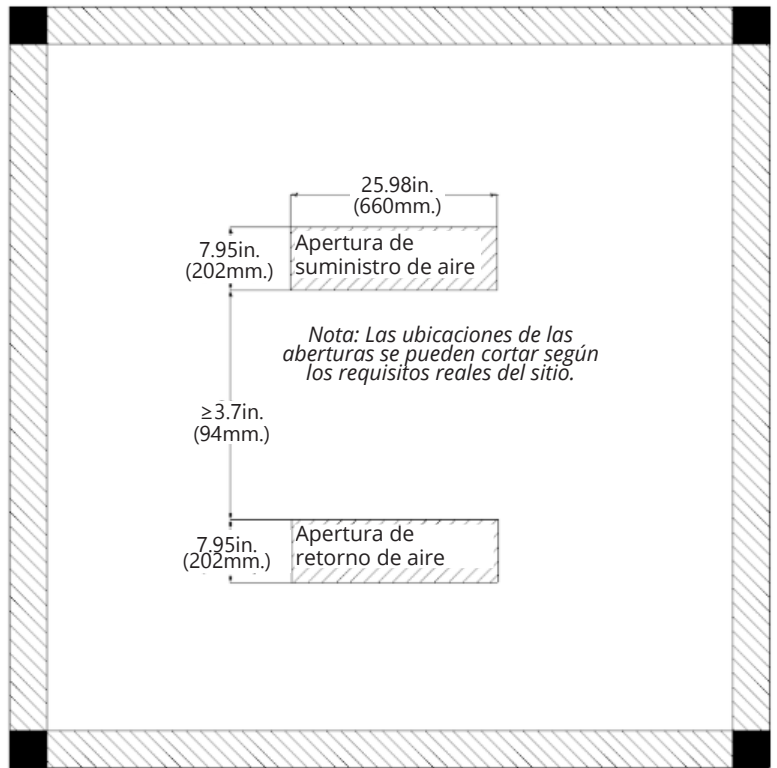 25.98in.
(660mm.)
7.95in.
(202mm.)
Apertura de
suministro de aire
Nota: Las ubicaciones de las
aberturas se pueden cortar según
los requisitos reales del sitio.
≥3.7in.
(94mm.)
7.95in.
(202mm.)
Apertura de
retorno de aire